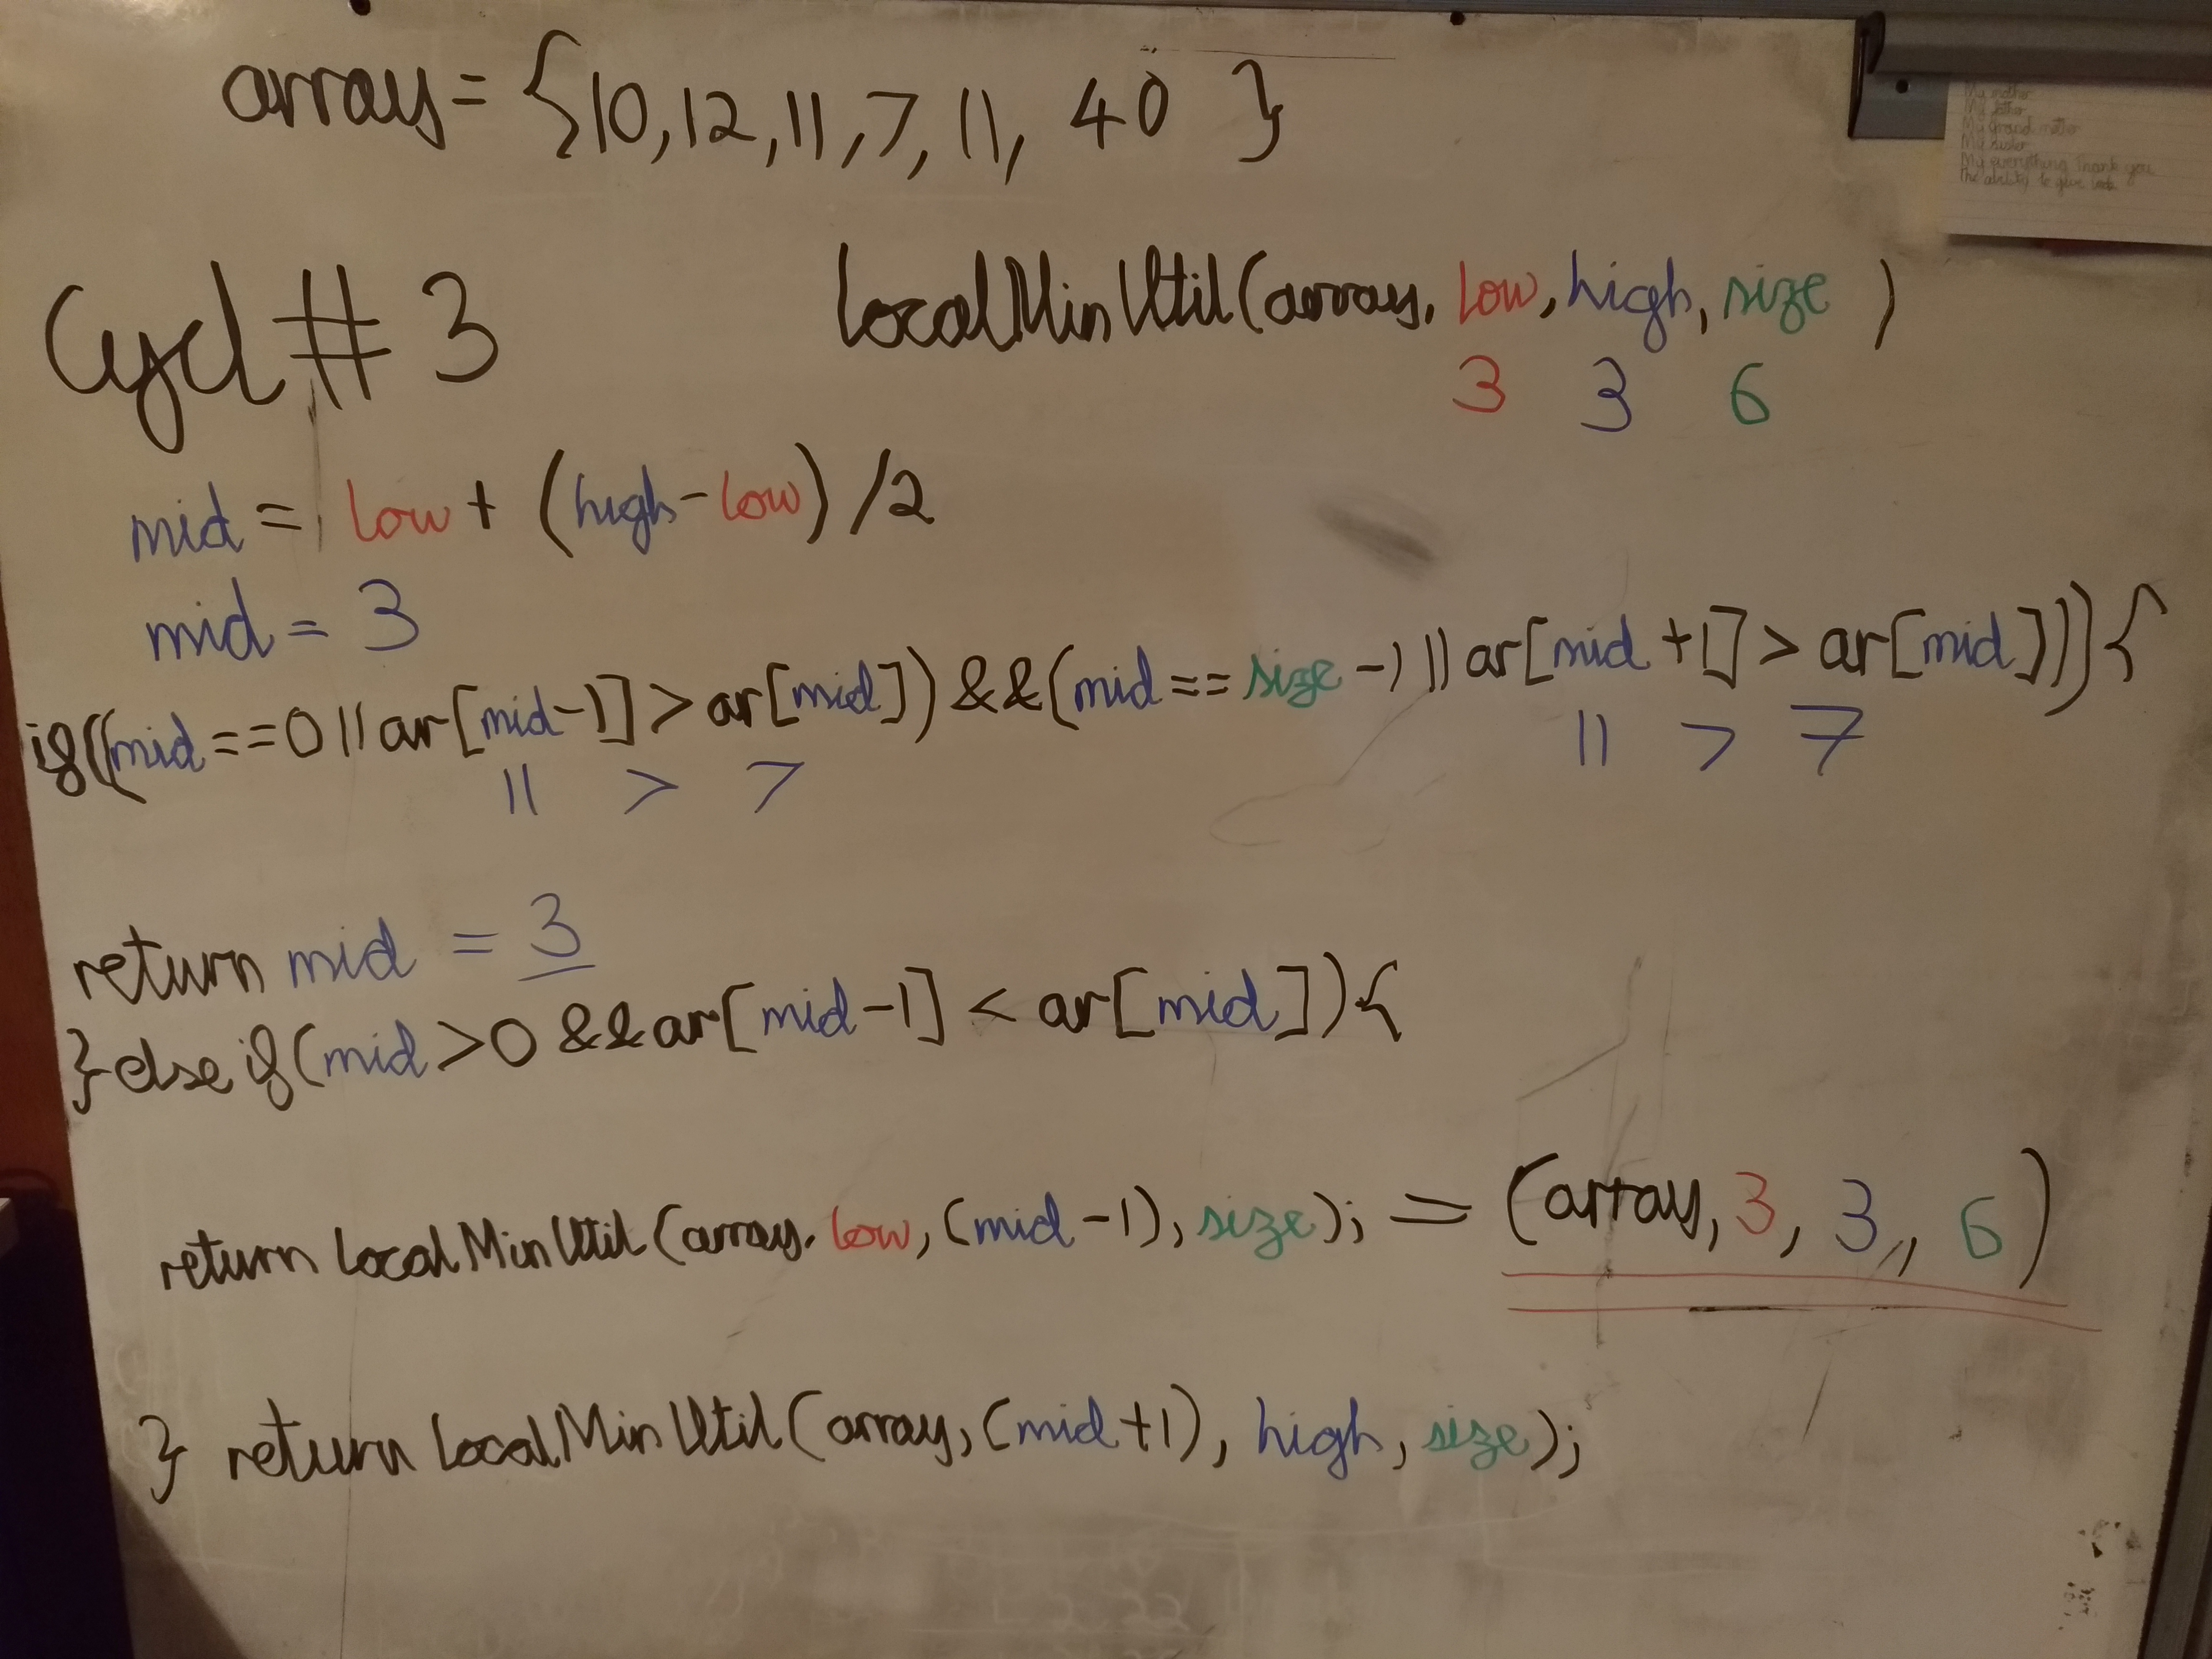 array = {10, 12, 11, 7, 11, 40 }
My mother
My father
My grand mother
My sister
My everything Thank you
The ability to give
Cycl # 3
LocalMinUtil(array, low, high, size )
3 3 6
mid = low + (high-low) /2
mid = 3
if((mid==0 || ar[mid-1] > ar[mid]) && (mid == size -1 || ar[mid +1] > ar[mid])){
11 > 7 11 > 7
return mid = 3
} else if(mid >0 && ar[mid-1] < ar[mid]){
return LocalMinUtil(array, low, (mid-1), size); = (array, 3, 3,, 6)
} return LocalMinUtil(array, (mid+1), high, size);